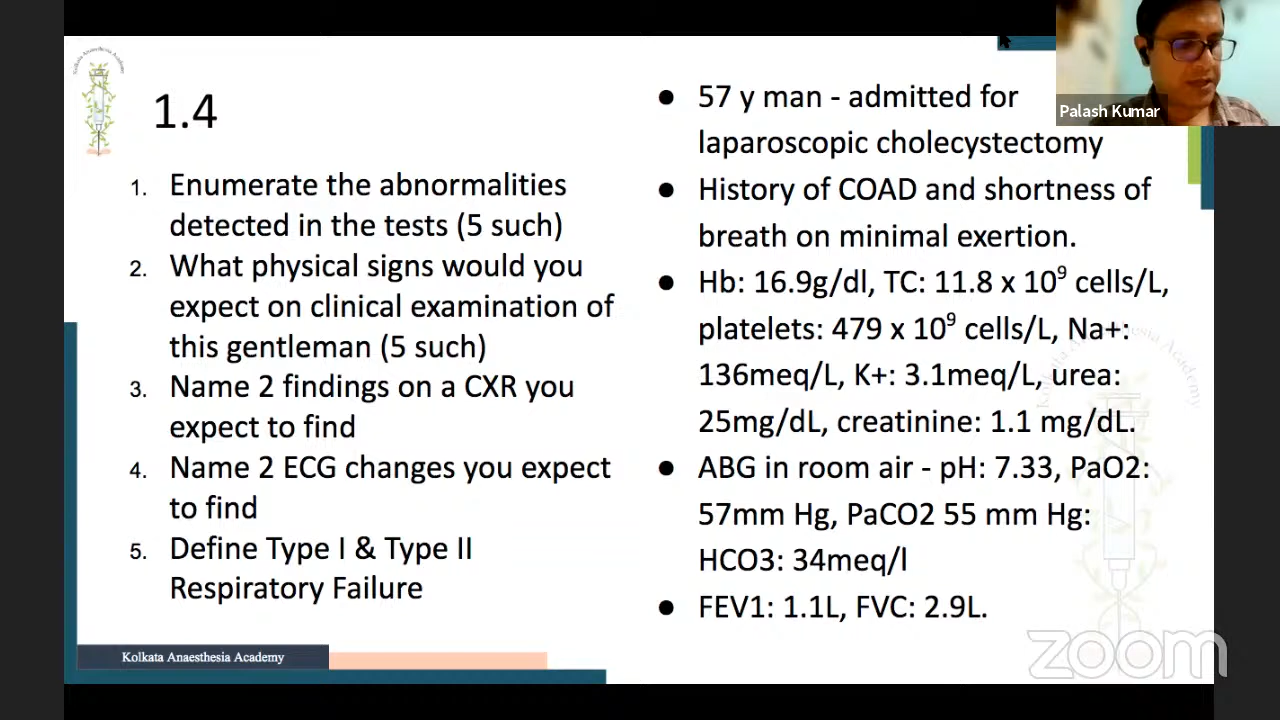 1.4
1. Enumerate the abnormalities
detected in the tests (5 such)
2. What physical signs would you
expect on clinical examination of
this gentleman (5 such)
3. Name 2 findings on a CXR you
expect to find
4. Name 2 ECG changes you expect
to find
5. Define Type I & Type II
Respiratory Failure
● 57 y man - admitted for
laparoscopic cholecystectomy
● History of COAD and shortness of
breath on minimal exertion.
● Hb: 16.9g/dl, TC: 11.8 x 10⁹ cells/L,
platelets: 479 x 10⁹ cells/L, Na+:
136meq/L, K+: 3.1meq/L, urea:
25mg/dL, creatinine: 1.1 mg/dL.
● ABG in room air - pH: 7.33, PaO2:
57mm Hg, PaCO2 55 mm Hg:
HCO3: 34meq/l
● FEV1: 1.1L, FVC: 2.9L.
Palash Kumar
Kolkata Anaesthesia Academy
Kolkata Anaesthesia Academy
zoom